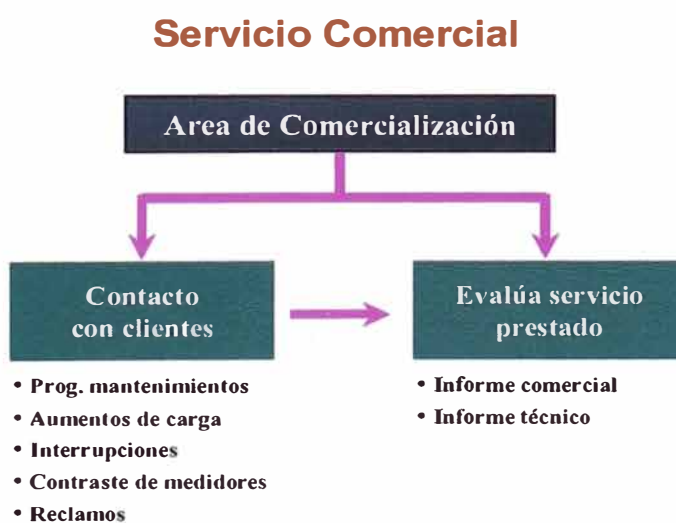 Servicio Comercial
Area de Comercialización
Contacto
con clientes
Evalúa servicio
prestado
• Prog. mantenimientos
• Aumentos de carga
• Interrupciones
• Contraste de medidores
• Reclamos
• Informe comercial
• Informe técnico